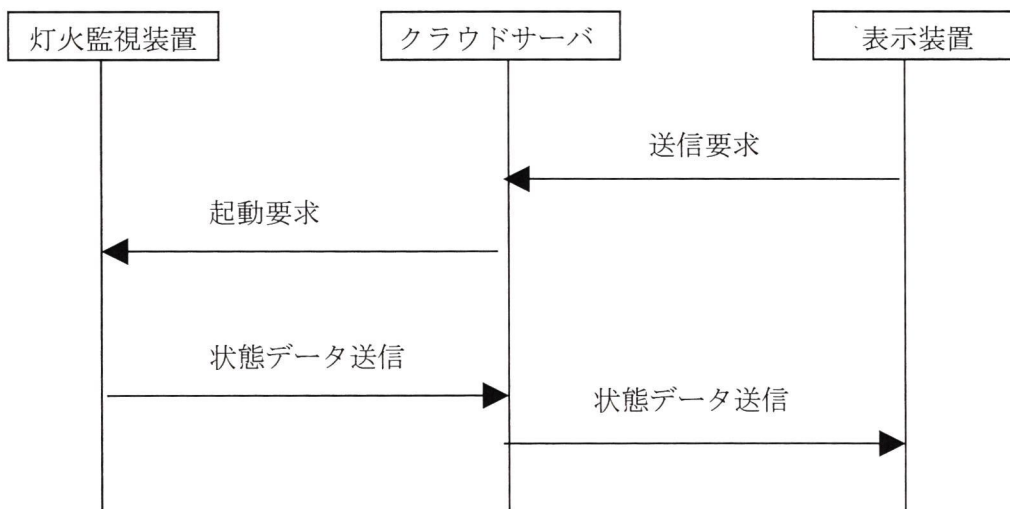 灯火監視装置
クラウドサーバ
表示装置
送信要求
起動要求
状態データ送信
状態データ送信